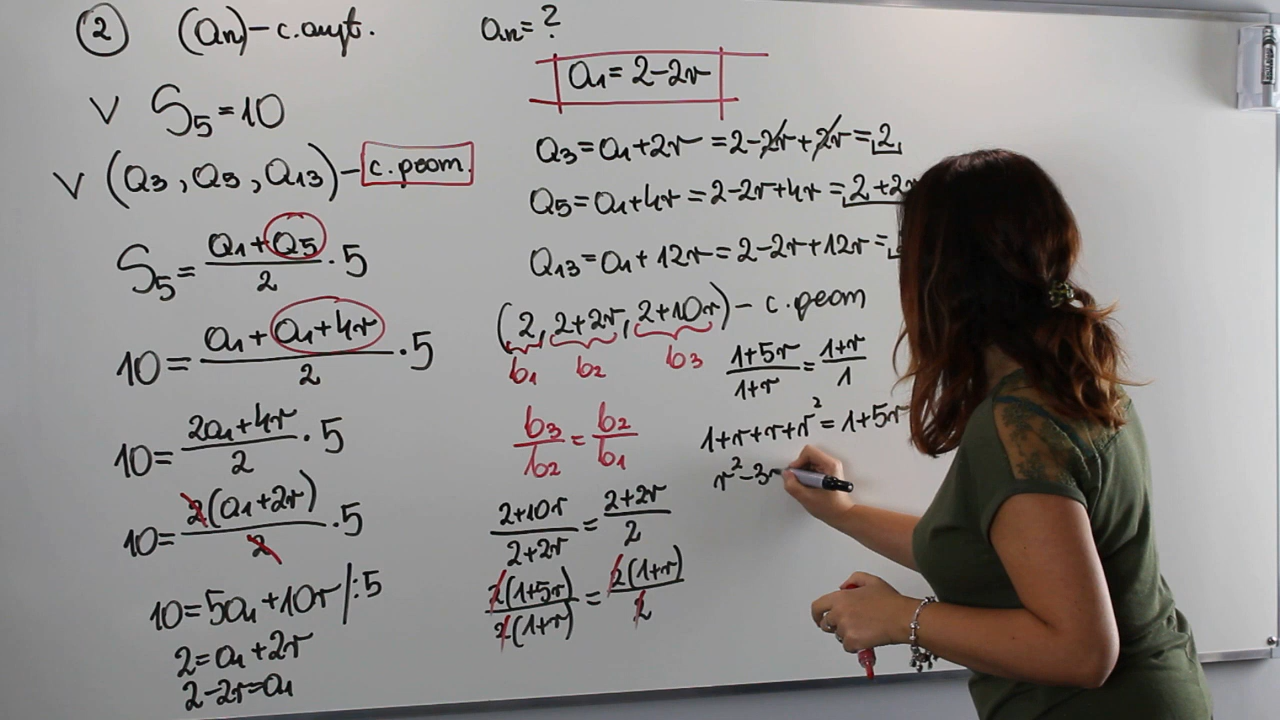 ② (an) – c. aryt.
∨ S₅ = 10
∨ (a₃, a₅, a₁₃) – c. geom.
S₅ = (a₁ + a₅)/2 · 5
10 = (a₁ + a₁ + 4r)/2 · 5
10 = (2a₁ + 4r)/2 · 5
10 = 2(a₁ + 2r)/2 · 5
10 = 5a₁ + 10r /:5
2 = a₁ + 2r
2 – 2r = a₁
an = ?
a₁ = 2 – 2r
a₃ = a₁ + 2r = 2 – 2r + 2r = 2
a₅ = a₁ + 4r = 2 – 2r + 4r = 2 + 2r
a₁₃ = a₁ + 12r = 2 – 2r + 12r =
(2, 2 + 2r, 2 + 10r) – c. geom
b₁ b₂ b₃
b₃/b₂ = b₂/b₁
(2 + 10r)/(2 + 2r) = (2 + 2r)/2
2(1 + 5r)/2(1 + r) = 2(1 + r)/2
(1 + 5r)/(1 + r) = (1 + r)/1
1 + r + r + r² = 1 + 5r
r² – 3r